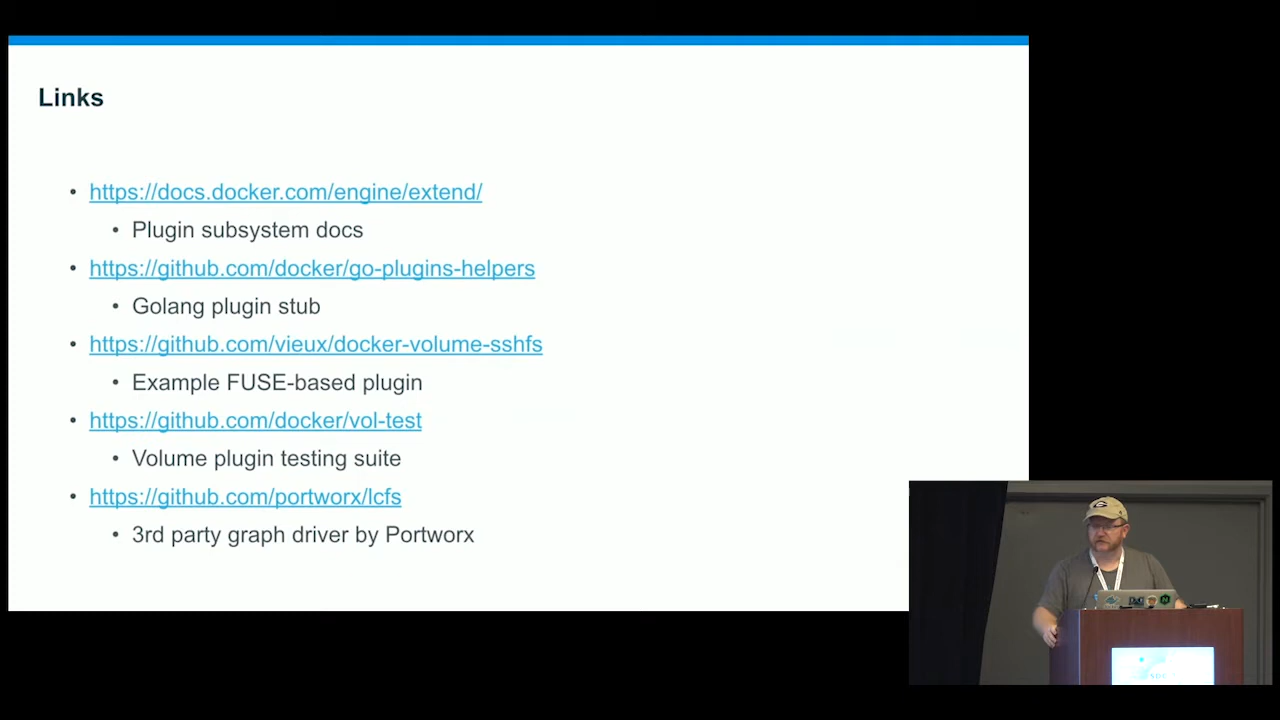 Links
• https://docs.docker.com/engine/extend/
• Plugin subsystem docs
• https://github.com/docker/go-plugins-helpers
• Golang plugin stub
• https://github.com/vieux/docker-volume-sshfs
• Example FUSE-based plugin
• https://github.com/docker/vol-test
• Volume plugin testing suite
• https://github.com/portworx/lcfs
• 3rd party graph driver by Portworx